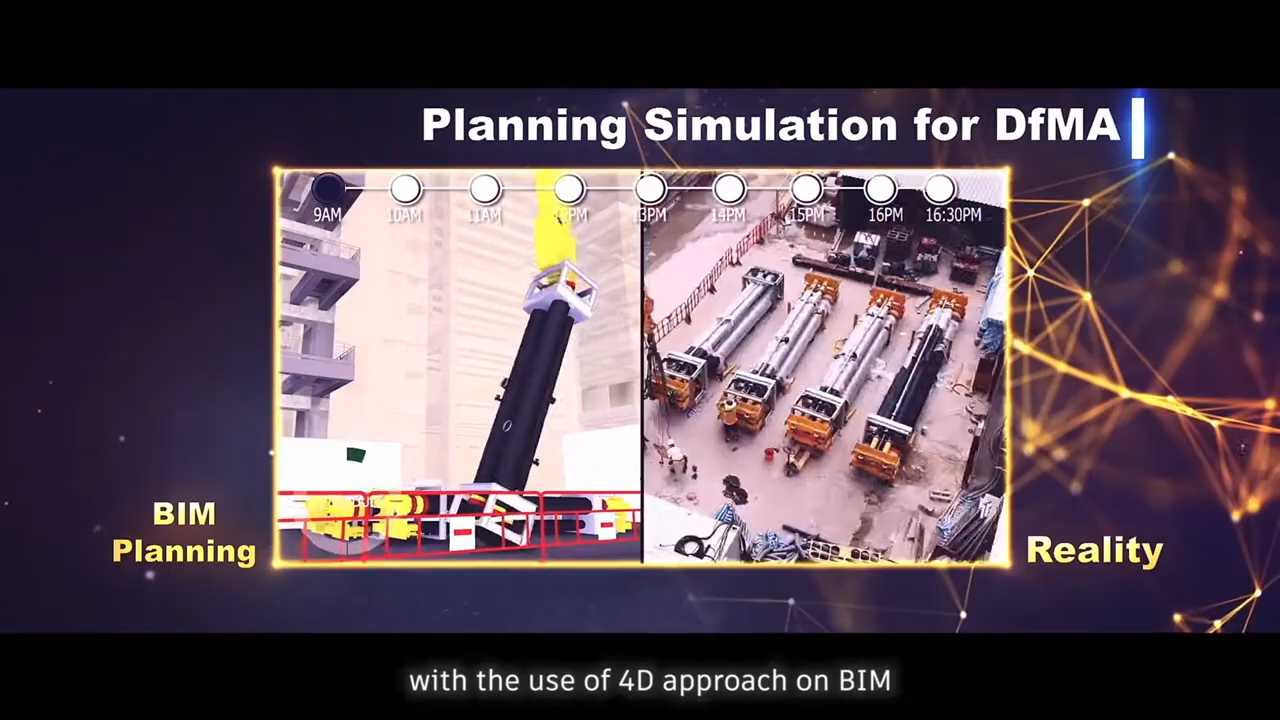 Planning Simulation for DfMA
9AM 10AM 11AM 12PM 13PM 14PM 15PM 16PM 16:30PM
BIM
Planning
Reality
with the use of 4D approach on BIM